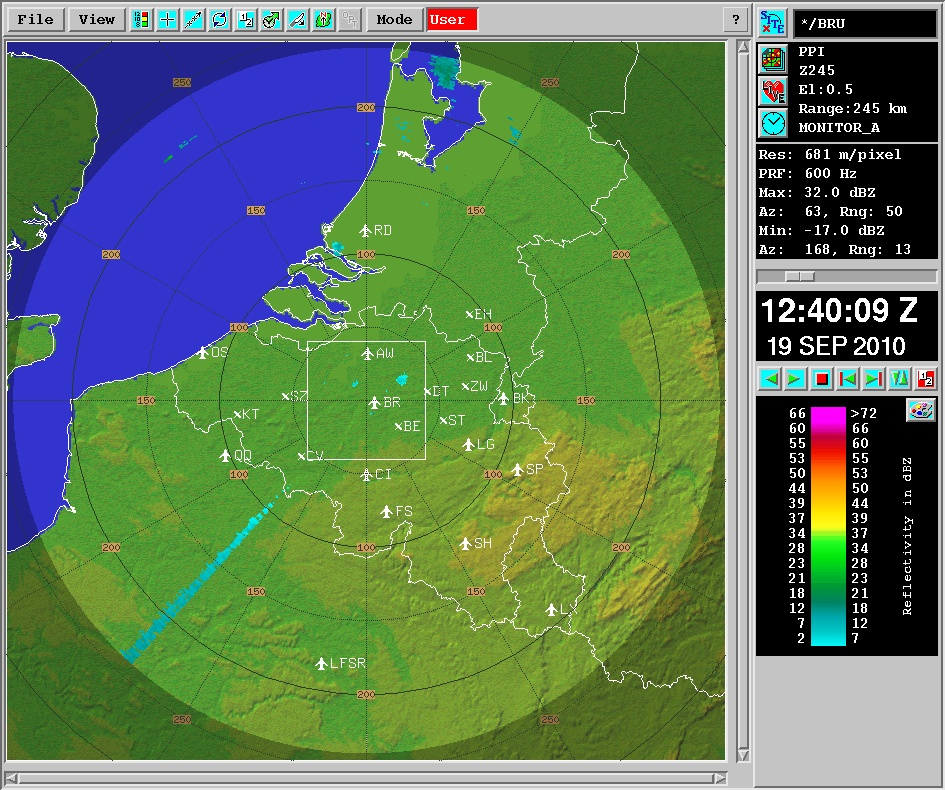 File View Mode User ?
*/BRU
PPI
Z245
El:0.5
Range:245 km
MONITOR_A
Res: 681 m/pixel
PRF: 600 Hz
Max: 32.0 dBZ
Az: 63, Rng: 50
Min: -17.0 dBZ
Az: 168, Rng: 13
12:40:09 Z
19 SEP 2010
66 >72
60 66
55 60
53 55
50 53
44 50
39 44
37 39
34 37
28 34
23 28
21 23
18 21
12 18
7 12
2 7
Reflectivity in dBZ
250 250
200
150 150
RD
200 100 200
EH
100 100
OS AW BL
ZW
SZ DT
150 BR BK 150
KT ST
BE
LG
QQ CV
SP
100 CI 100
FS
SH
200 100 200
150 150
LX
LFSR
200
250 250